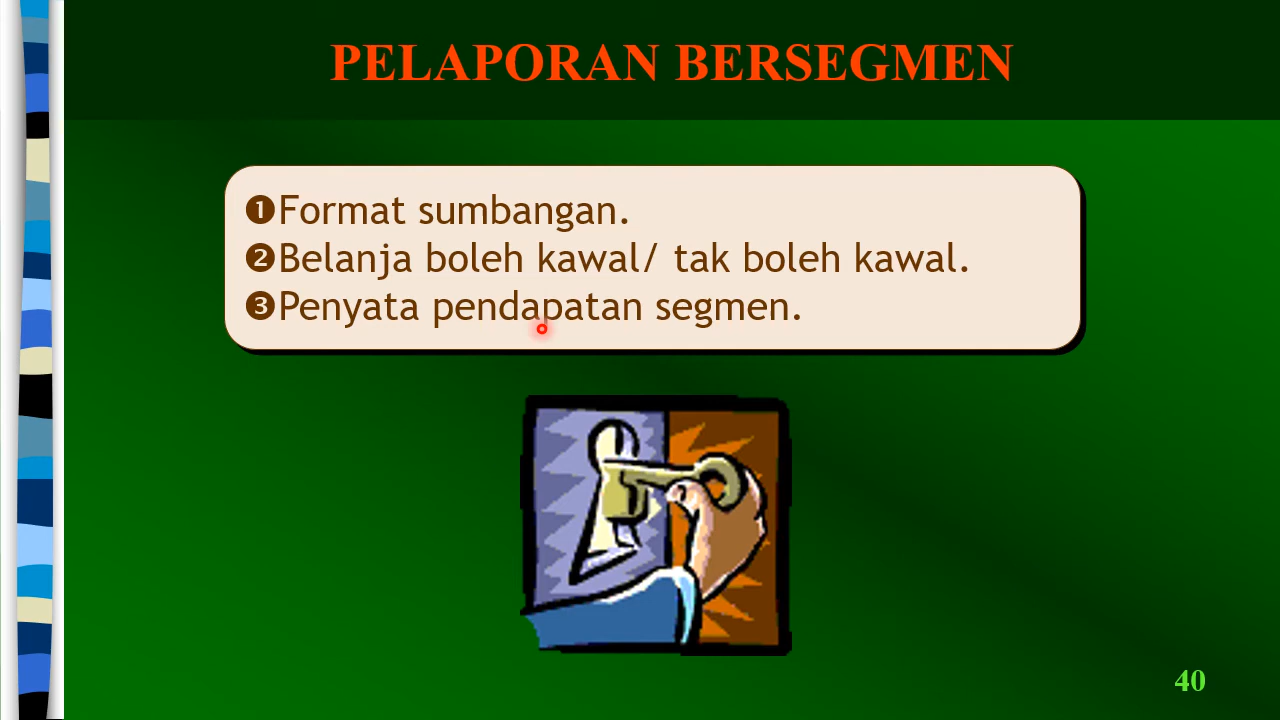 PELAPORAN BERSEGMEN
❶Format sumbangan.
❷Belanja boleh kawal/ tak boleh kawal.
❸Penyata pendapatan segmen.
40